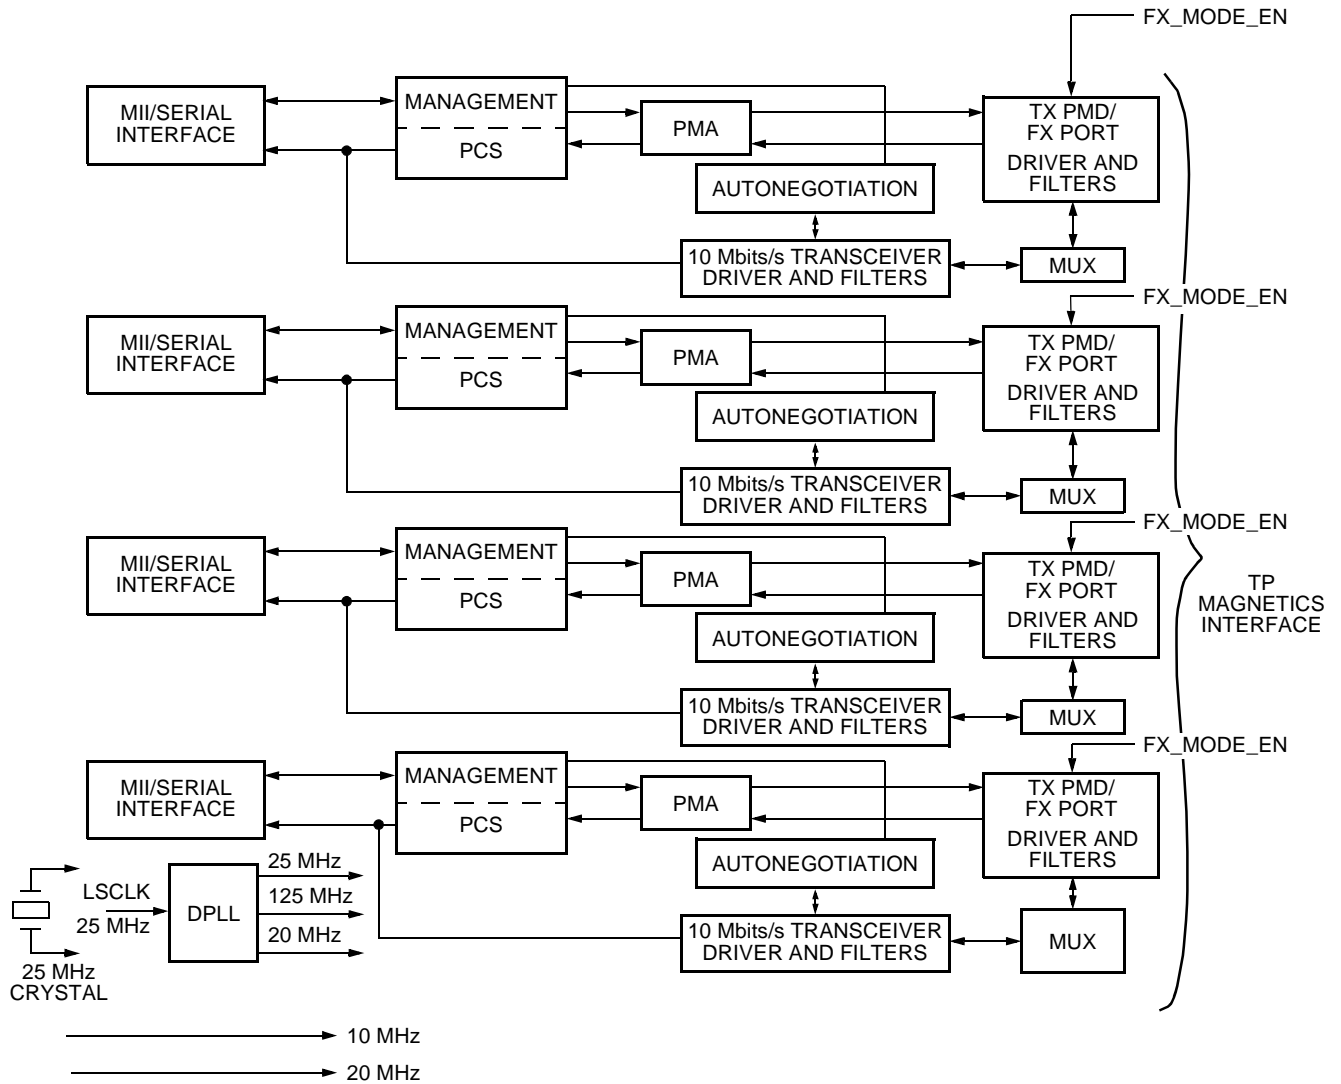 FX_MODE_EN
MII/SERIAL
INTERFACE
MANAGEMENT
PCS
PMA
TX PMD/
FX PORT
DRIVER AND
FILTERS
AUTONEGOTIATION
10 Mbits/s TRANSCEIVER
DRIVER AND FILTERS
MUX
FX_MODE_EN
MII/SERIAL
INTERFACE
MANAGEMENT
PCS
PMA
TX PMD/
FX PORT
DRIVER AND
FILTERS
AUTONEGOTIATION
10 Mbits/s TRANSCEIVER
DRIVER AND FILTERS
MUX
FX_MODE_EN
MII/SERIAL
INTERFACE
MANAGEMENT
PCS
PMA
TX PMD/
FX PORT
DRIVER AND
FILTERS
AUTONEGOTIATION
10 Mbits/s TRANSCEIVER
DRIVER AND FILTERS
MUX
TP
MAGNETICS
INTERFACE
FX_MODE_EN
MII/SERIAL
INTERFACE
MANAGEMENT
PCS
PMA
TX PMD/
FX PORT
DRIVER AND
FILTERS
AUTONEGOTIATION
10 Mbits/s TRANSCEIVER
DRIVER AND FILTERS
MUX
LSCLK
25 MHz
DPLL
25 MHz
125 MHz
20 MHz
25 MHz
CRYSTAL
10 MHz
20 MHz